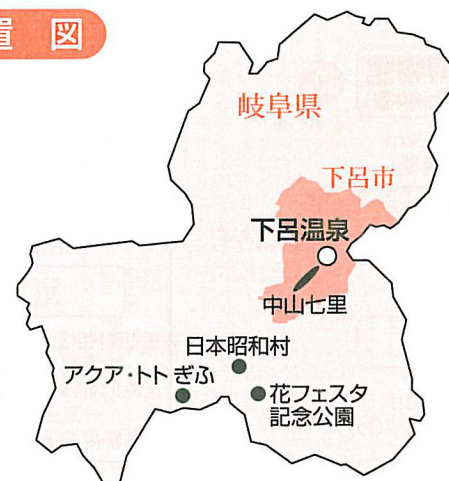 置図
岐阜県
下呂市
下呂温泉
中山七里
日本昭和村
アクア・トト ぎふ
花フェスタ
記念公園